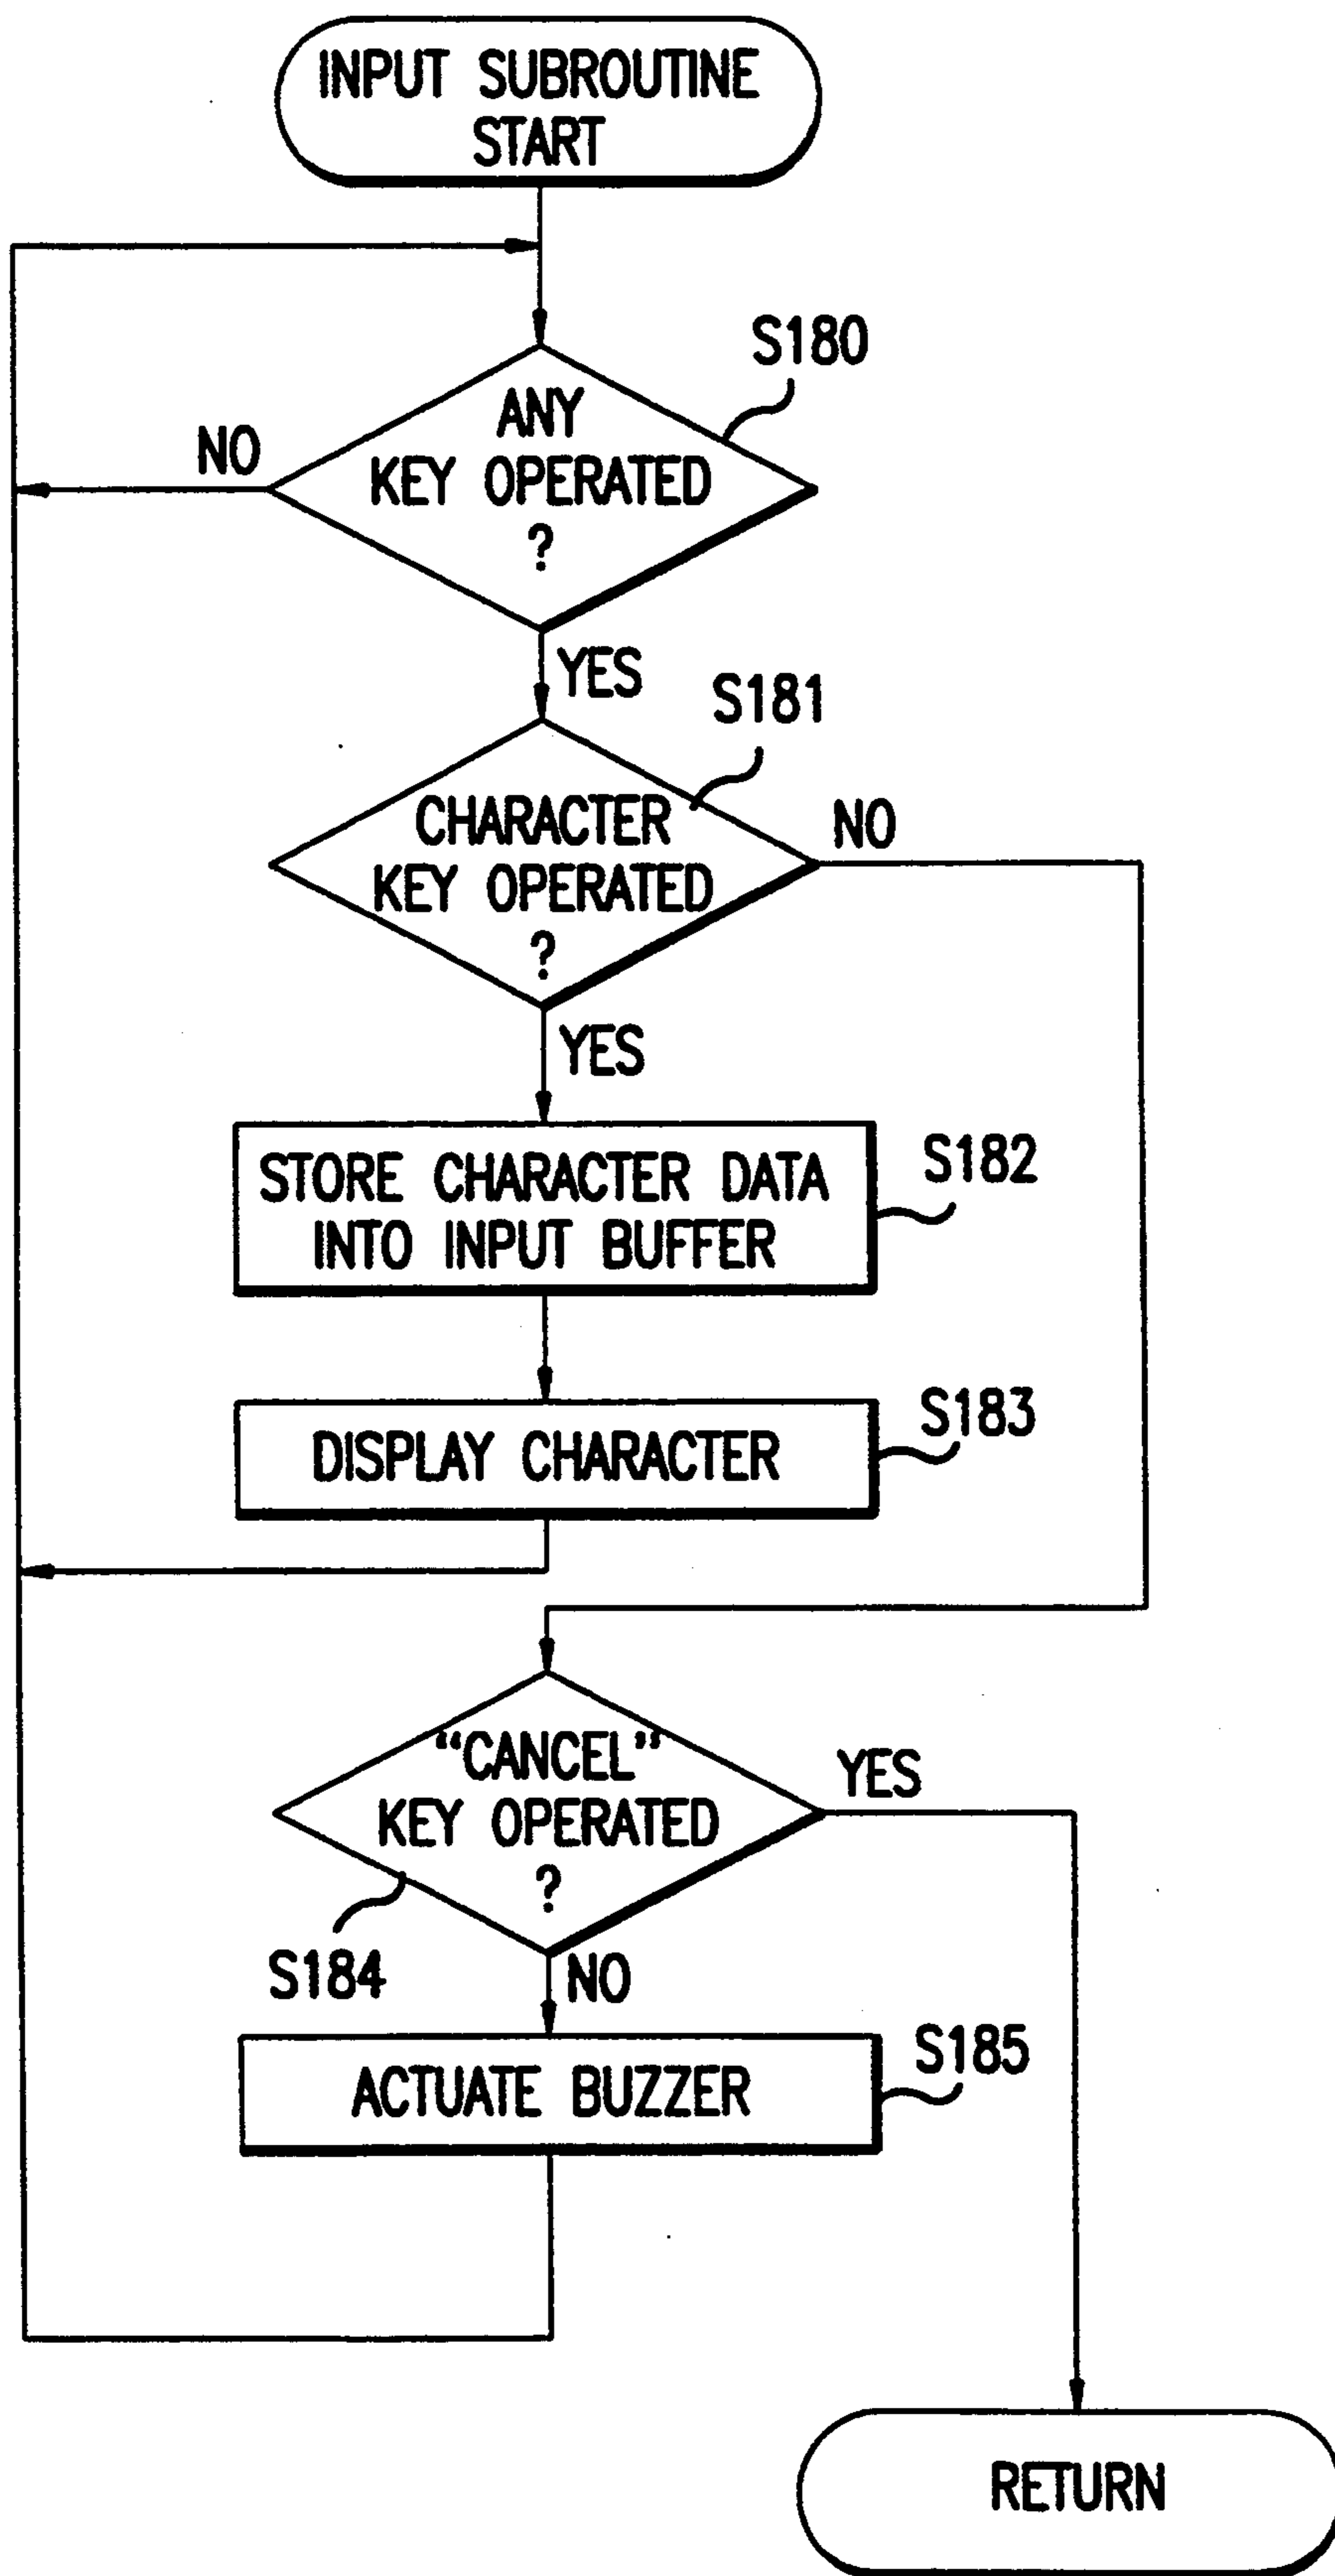 INPUT SUBROUTINE
START
S180
ANY
KEY OPERATED
?
NO
YES
S181
CHARACTER
KEY OPERATED
?
NO
YES
STORE CHARACTER DATA
INTO INPUT BUFFER
S182
DISPLAY CHARACTER
S183
“CANCEL”
KEY OPERATED
?
YES
S184
NO
ACTUATE BUZZER
S185
RETURN